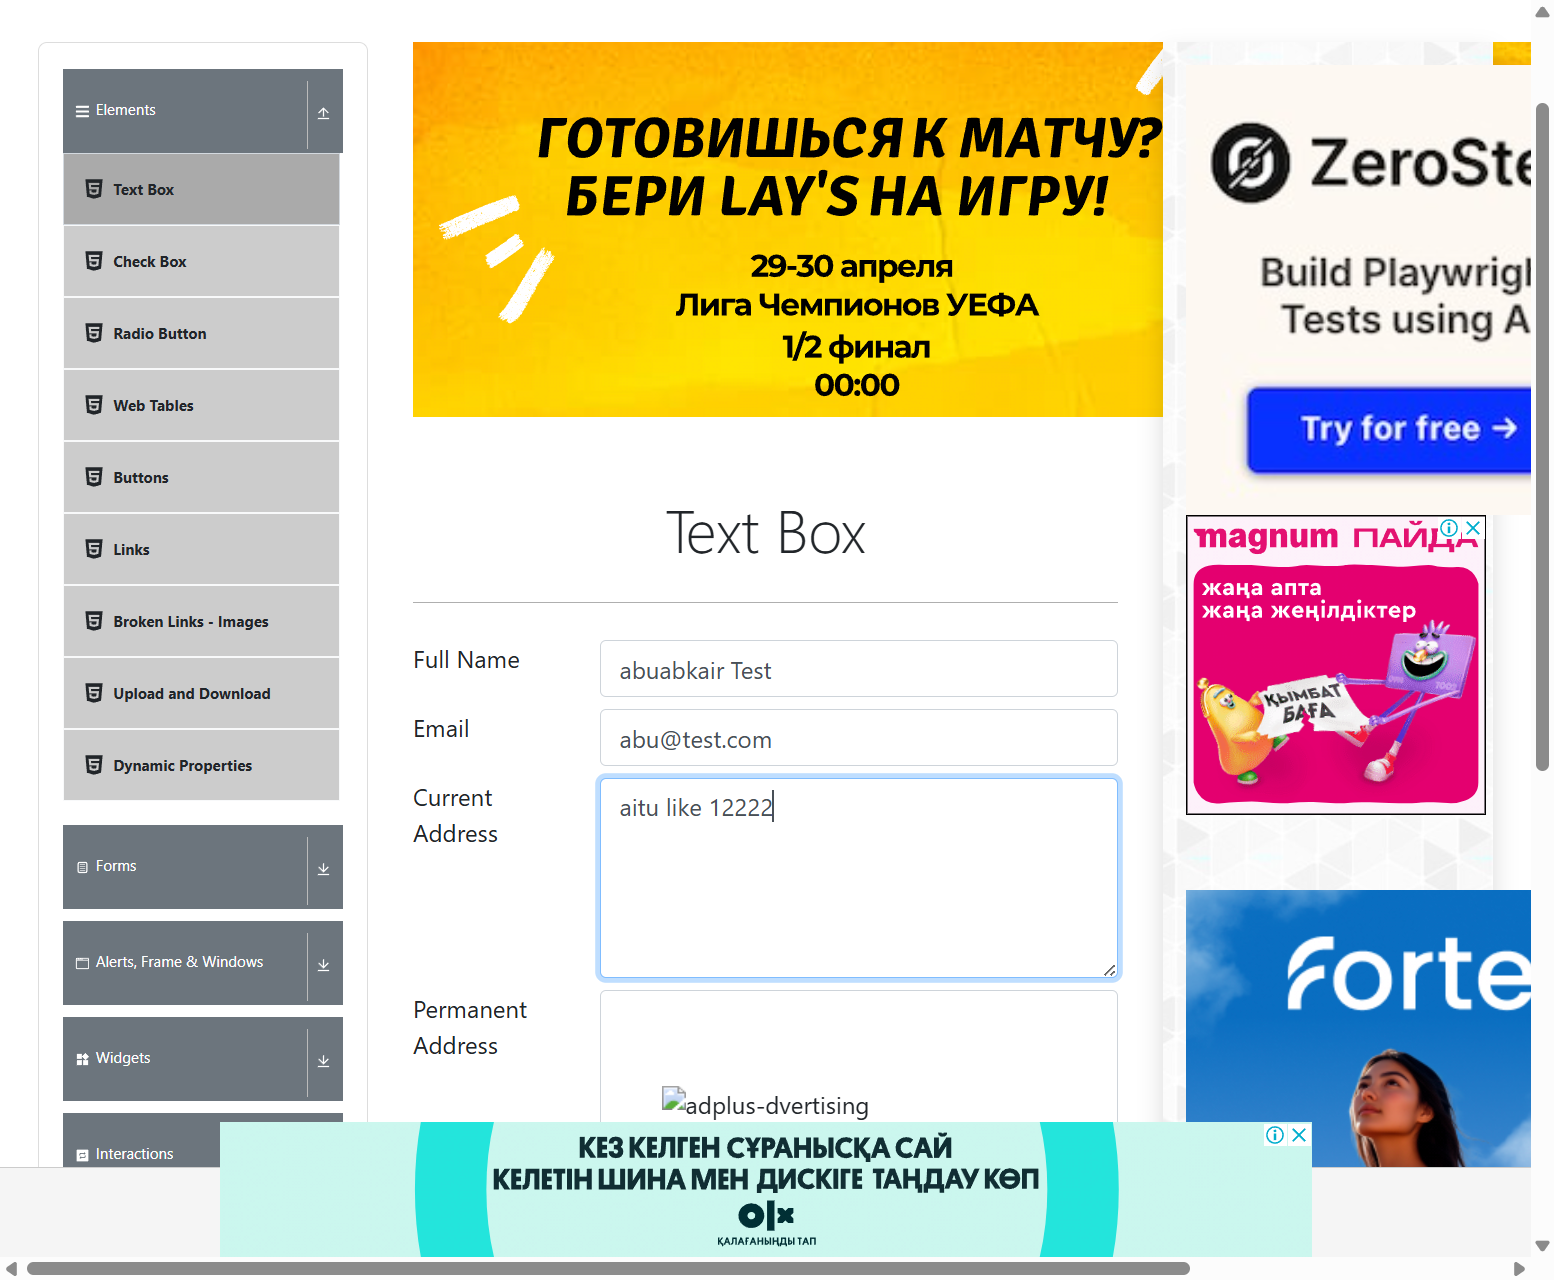 Elements
Text Box
Check Box
Radio Button
Web Tables
Buttons
Links
Broken Links - Images
Upload and Download
Dynamic Properties
Forms
Alerts, Frame & Windows
Widgets
Interactions
ГОТОВИШЬСЯ К МАТЧУ?
БЕРИ LAY'S НА ИГРУ!
29-30 апреля
Лига Чемпионов УЕФА
1/2 финал
00:00
Text Box
Full Name
abuabkair Test
Email
abu@test.com
Current
Address
aitu like 12222
Permanent
Address
adplus-dvertising
ZeroSte
Build Playwrigh
Tests using A
Try for free →
magnum ПАЙДА
жаңа апта
жаңа жеңілдіктер
ҚЫМБАТ
БАҒА
Forte
КЕЗ КЕЛГЕН СҰРАНЫСҚА САЙ
КЕЛЕТІН ШИНА МЕН ДИСКІГЕ ТАҢДАУ КӨП
olx
ҚАЛАҒАНЫҢДЫ ТАП